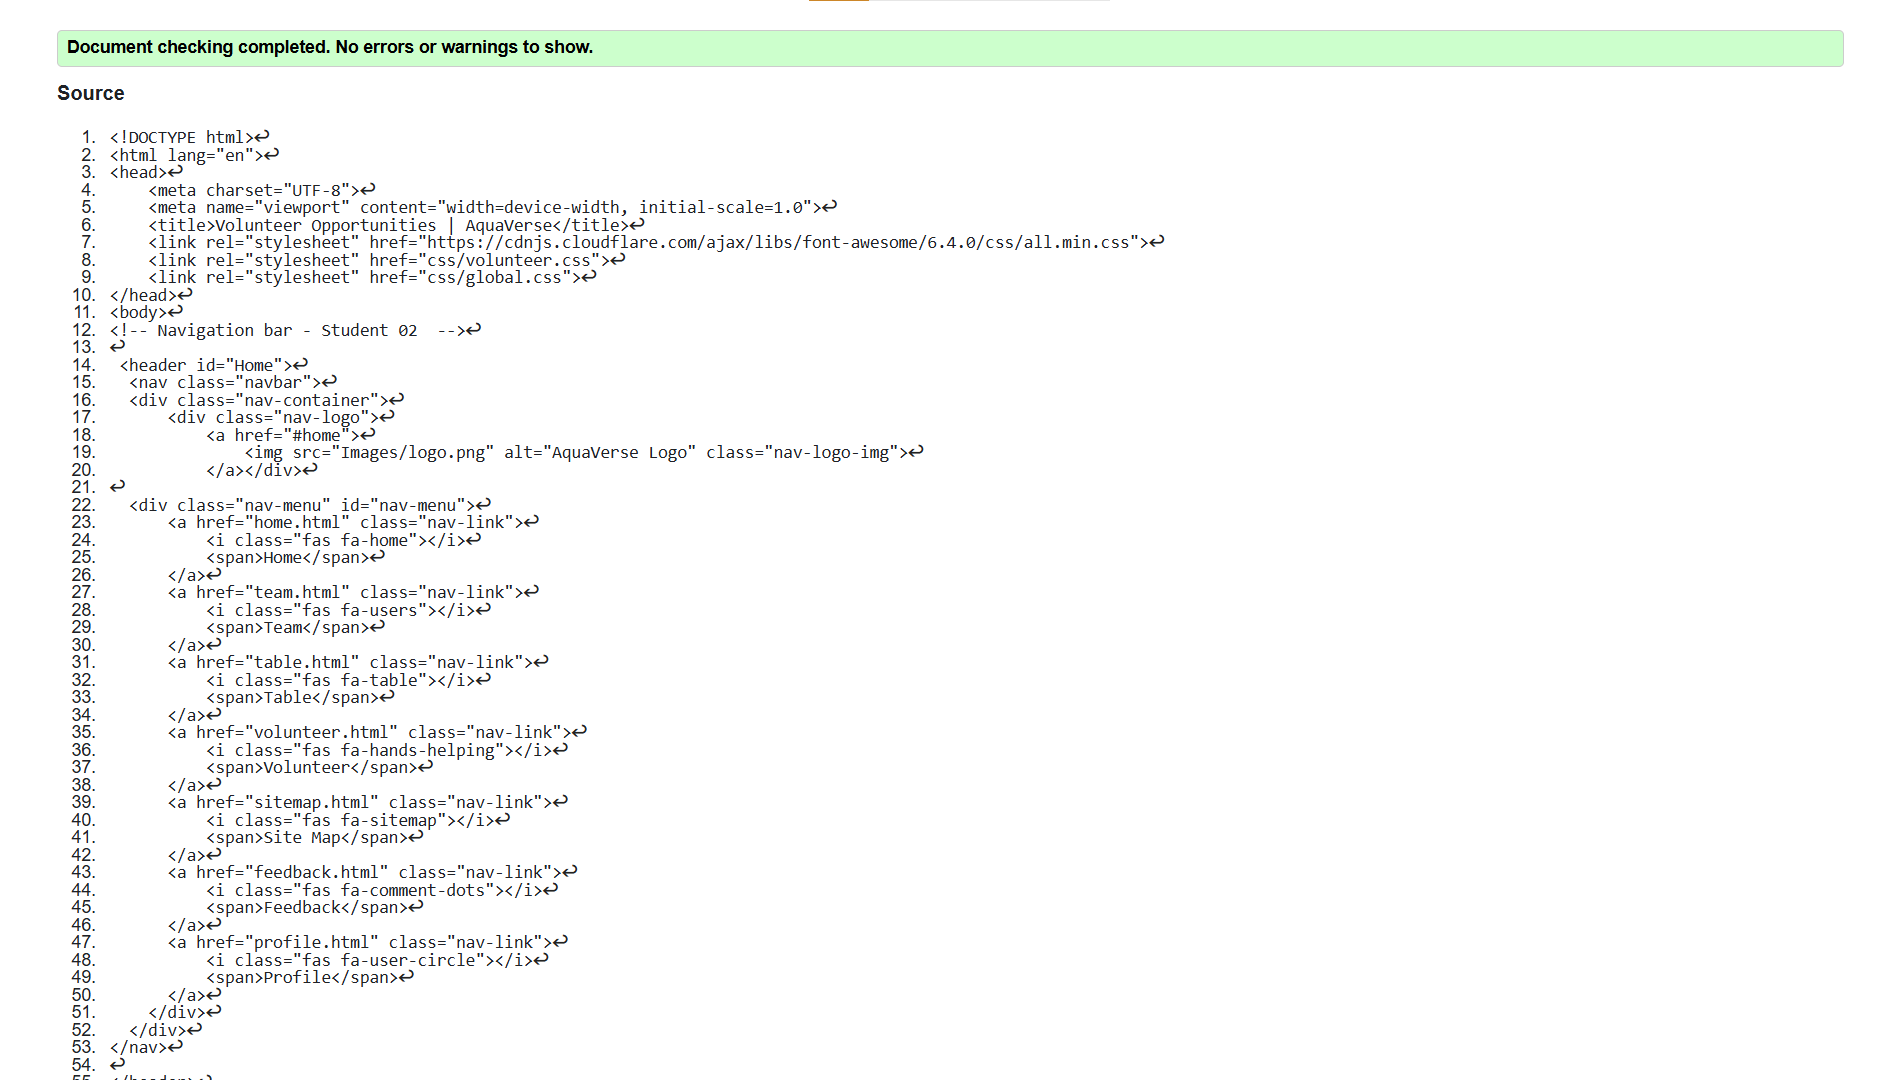 Document checking completed. No errors or warnings to show.
Source
1. <!DOCTYPE html>↩
2. <html lang="en">↩
3. <head>↩
4.     <meta charset="UTF-8">↩
5.     <meta name="viewport" content="width=device-width, initial-scale=1.0">↩
6.     <title>Volunteer Opportunities | AquaVerse</title>↩
7.     <link rel="stylesheet" href="https://cdnjs.cloudflare.com/ajax/libs/font-awesome/6.4.0/css/all.min.css">↩
8.     <link rel="stylesheet" href="css/volunteer.css">↩
9.     <link rel="stylesheet" href="css/global.css">↩
10. </head>↩
11. <body>↩
12. <!-- Navigation bar - Student 02  -->↩
13. ↩
14.  <header id="Home">↩
15.   <nav class="navbar">↩
16.   <div class="nav-container">↩
17.       <div class="nav-logo">↩
18.           <a href="#home">↩
19.               <img src="Images/logo.png" alt="AquaVerse Logo" class="nav-logo-img">↩
20.           </a></div>↩
21. ↩
22.   <div class="nav-menu" id="nav-menu">↩
23.       <a href="home.html" class="nav-link">↩
24.           <i class="fas fa-home"></i>↩
25.           <span>Home</span>↩
26.       </a>↩
27.       <a href="team.html" class="nav-link">↩
28.           <i class="fas fa-users"></i>↩
29.           <span>Team</span>↩
30.       </a>↩
31.       <a href="table.html" class="nav-link">↩
32.           <i class="fas fa-table"></i>↩
33.           <span>Table</span>↩
34.       </a>↩
35.       <a href="volunteer.html" class="nav-link">↩
36.           <i class="fas fa-hands-helping"></i>↩
37.           <span>Volunteer</span>↩
38.       </a>↩
39.       <a href="sitemap.html" class="nav-link">↩
40.           <i class="fas fa-sitemap"></i>↩
41.           <span>Site Map</span>↩
42.       </a>↩
43.       <a href="feedback.html" class="nav-link">↩
44.           <i class="fas fa-comment-dots"></i>↩
45.           <span>Feedback</span>↩
46.       </a>↩
47.       <a href="profile.html" class="nav-link">↩
48.           <i class="fas fa-user-circle"></i>↩
49.           <span>Profile</span>↩
50.       </a>↩
51.     </div>↩
52.   </div>↩
53. </nav>↩
54. ↩